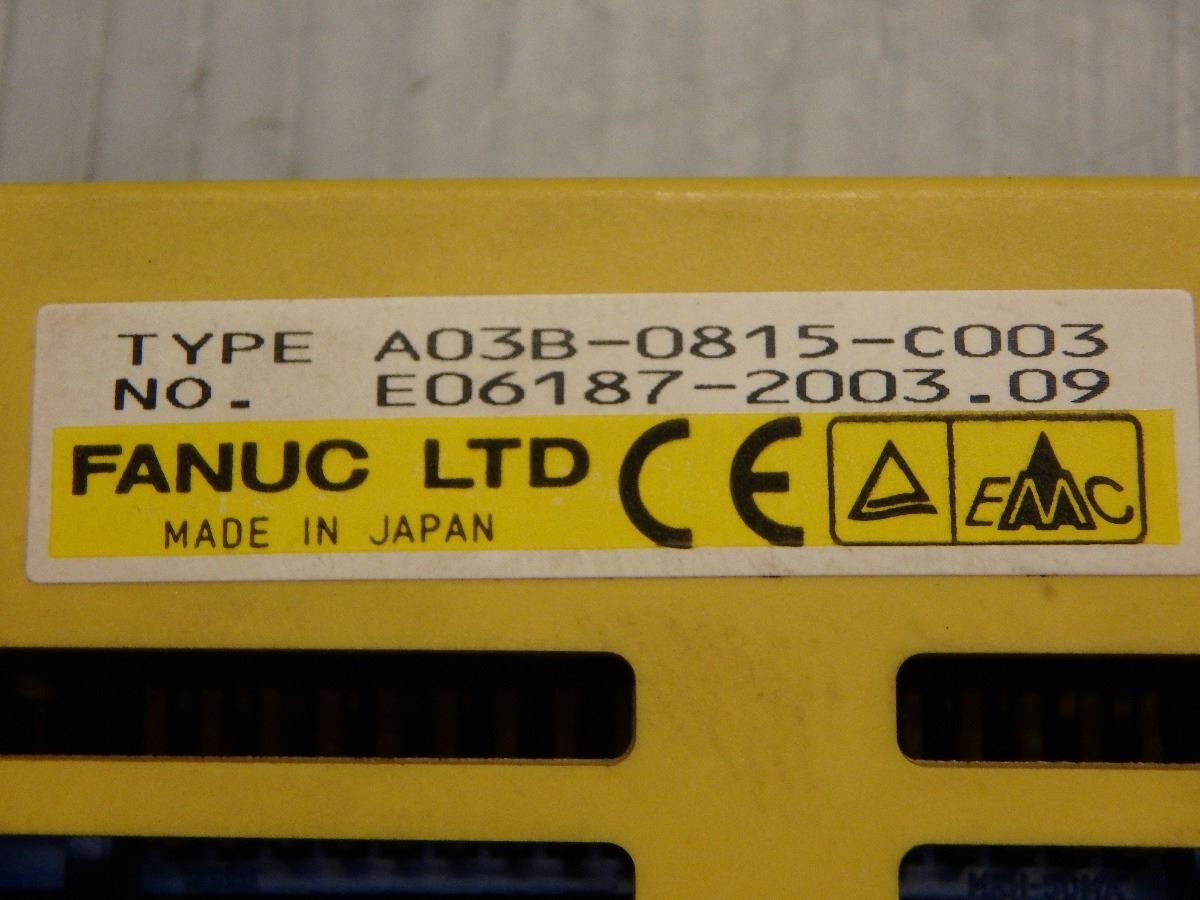 TYPE A03B-0815-C003
NO. E06187-2003.09
FANUC LTD CE EMC
MADE IN JAPAN